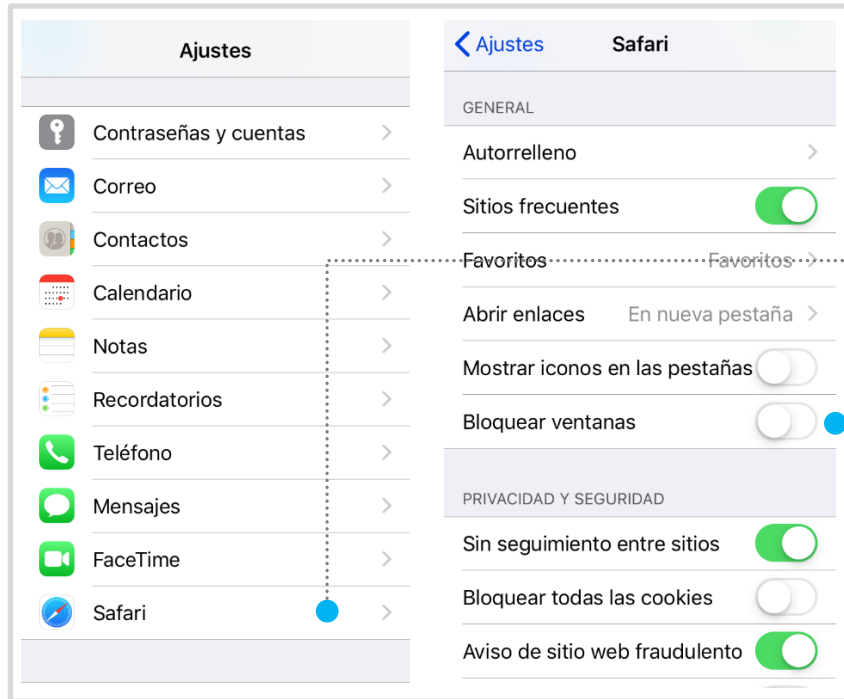 Ajustes
Contraseñas y cuentas
Correo
Contactos
Calendario
Notas
Recordatorios
Teléfono
Mensajes
FaceTime
Safari
Ajustes Safari
GENERAL
Autorrelleno
Sitios frecuentes
Favoritos Favoritos
Abrir enlaces En nueva pestaña
Mostrar iconos en las pestañas
Bloquear ventanas
PRIVACIDAD Y SEGURIDAD
Sin seguimiento entre sitios
Bloquear todas las cookies
Aviso de sitio web fraudulento